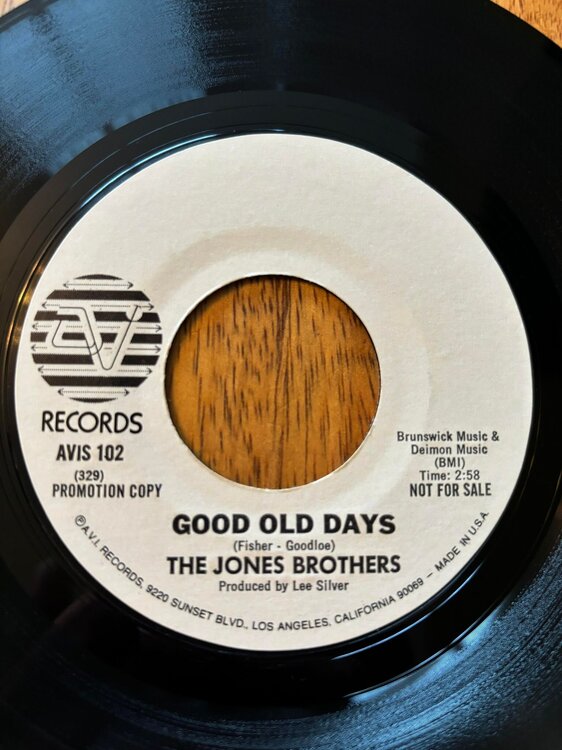 AV
RECORDS
AVIS 102
(329)
PROMOTION COPY
Brunswick Music &
Deimon Music
(BMI)
Time: 2:58
NOT FOR SALE
GOOD OLD DAYS
(Fisher - Goodloe)
THE JONES BROTHERS
Produced by Lee Silver
Ⓟ A.V.I. RECORDS, 9220 SUNSET BLVD., LOS ANGELES, CALIFORNIA 90069 – MADE IN U.S.A.